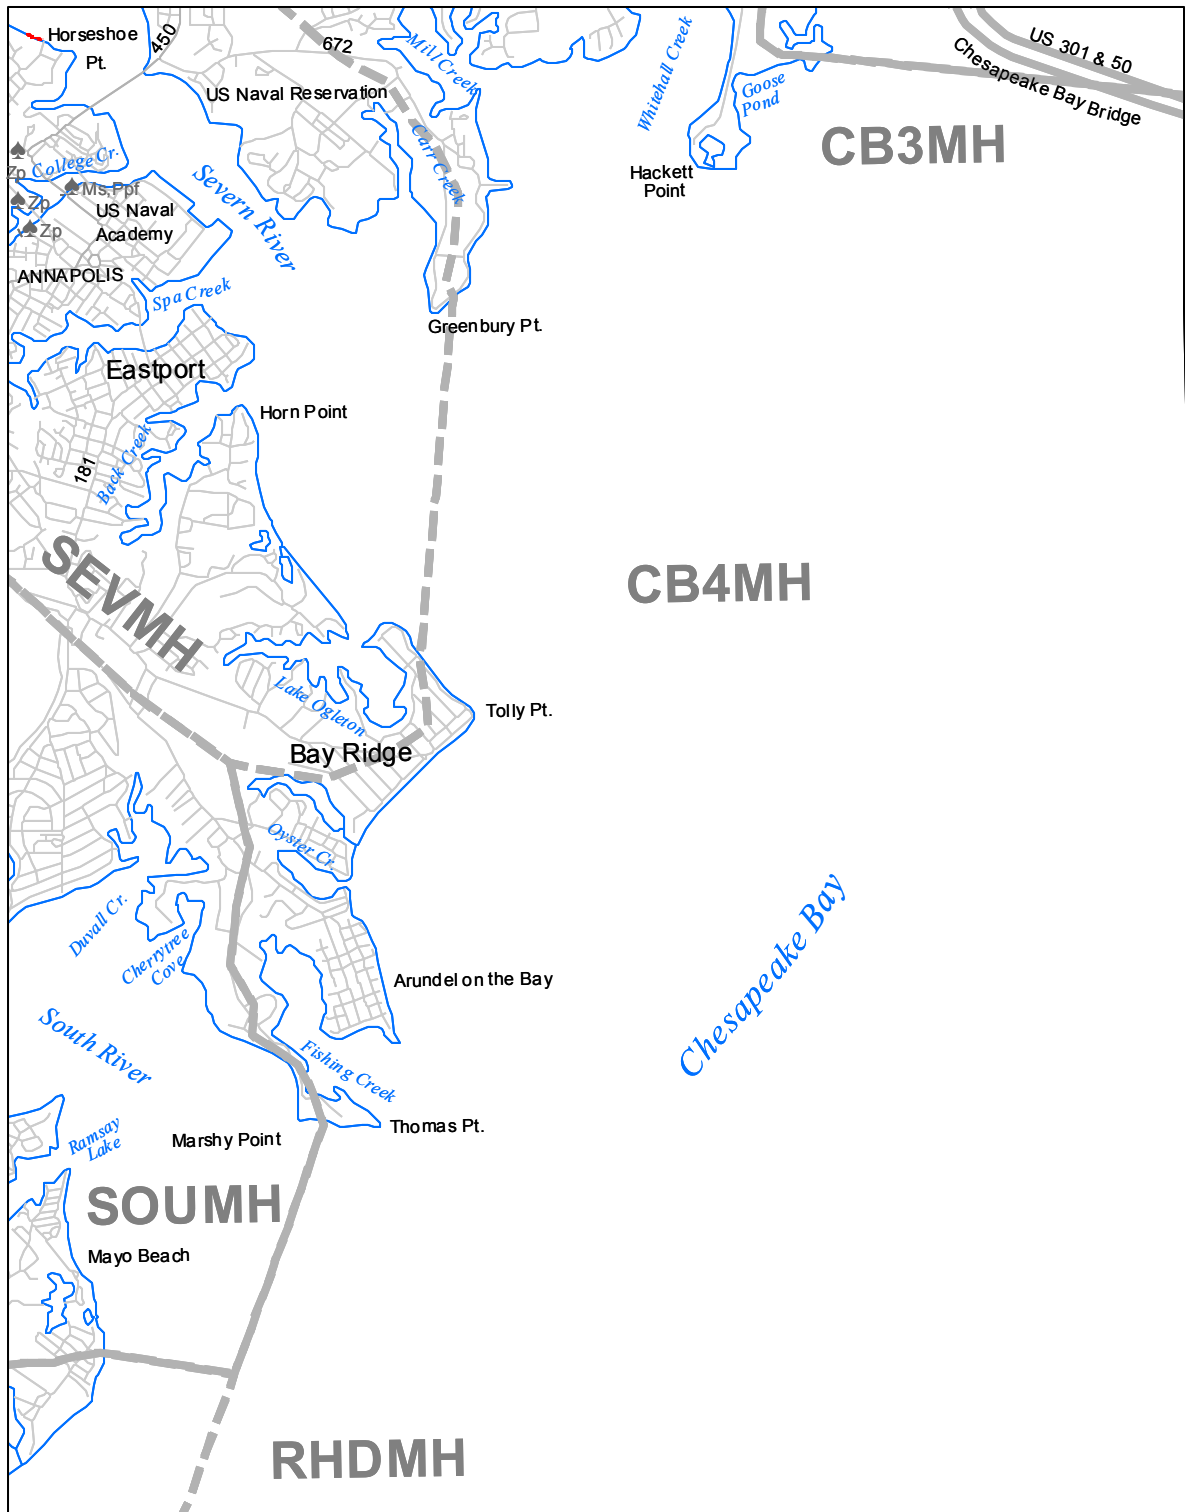 Horseshoe
Pt.
450
672
Mill Creek
Whitehall Creek
US 301 & 50
Chesapeake Bay Bridge
Goose
Pond
US Naval Reservation
CB3MH
Carr Creek
Hackett
Point
College Cr.
Zp
Ms,Ppf
Zp
Zp
US Naval
Academy
Severn River
ANNAPOLIS
Spa Creek
Greenbury Pt.
Eastport
Horn Point
Back Creek
181
SEVMH
CB4MH
Lake Ogleton
Tolly Pt.
Bay Ridge
Oyster Cr.
Duvall Cr.
Cherrytree
Cove
Arundel on the Bay
Chesapeake Bay
South River
Fishing Creek
Ramsay
Lake
Marshy Point
Thomas Pt.
SOUMH
Mayo Beach
RHDMH